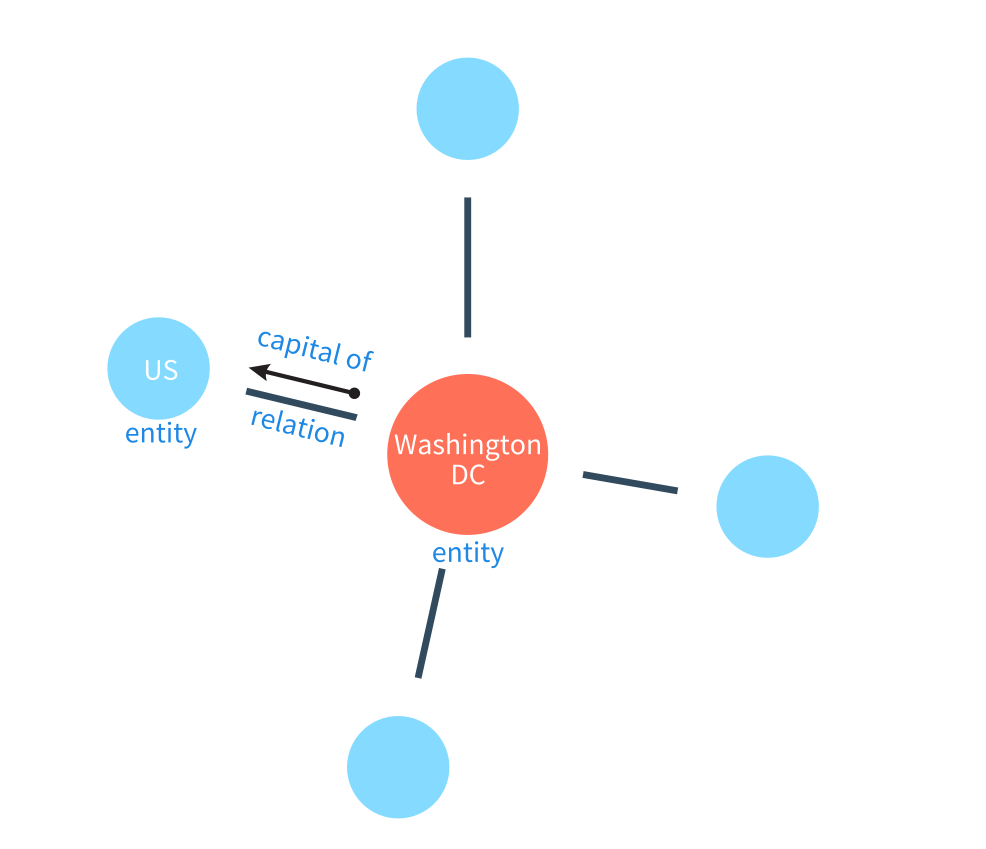 capital of
US
entity
relation
Washington
DC
entity